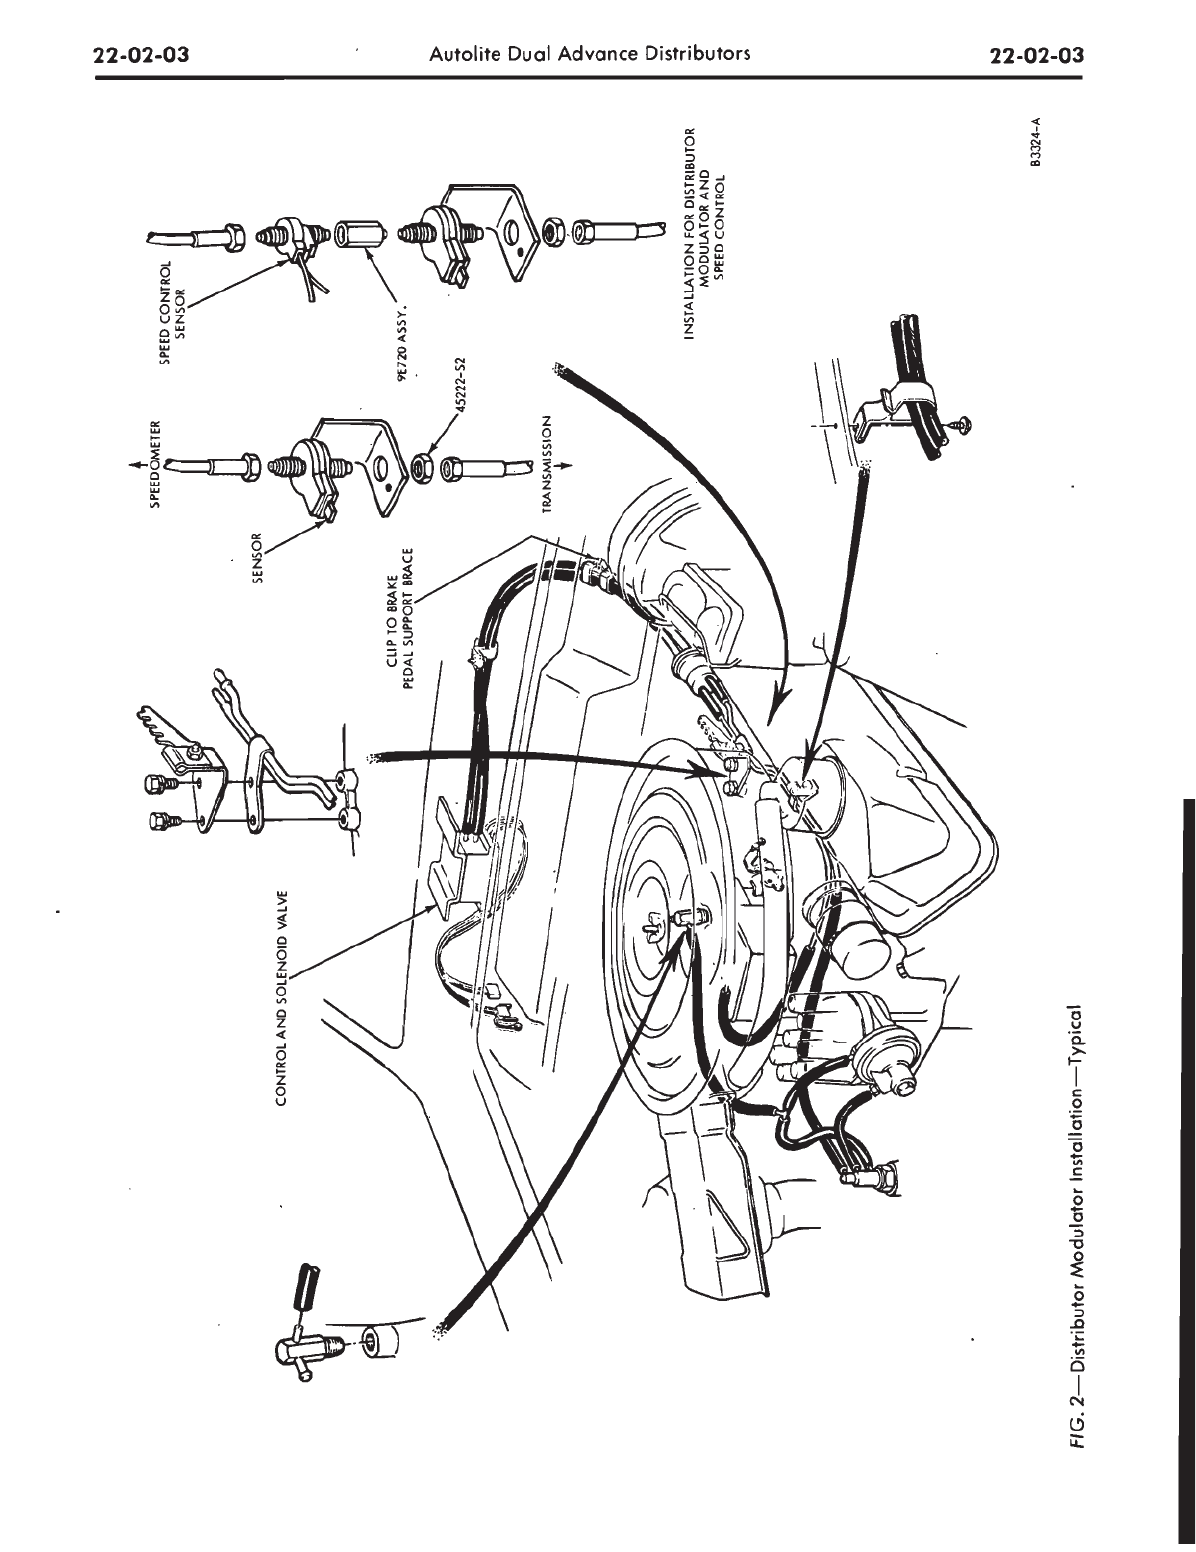 22-02-03
Autolite Dual Advance Distributors
22-02-03
SPEED CONTROL
SENSOR
9E720 ASSY.
INSTALLATION FOR DISTRIBUTOR
MODULATOR AND
SPEED CONTROL
B3324-A
SPEEDOMETER
SENSOR
45222-S2
TRANSMISSION
CLIP TO BRAKE
PEDAL SUPPORT BRACE
CONTROL AND SOLENOID VALVE
FIG. 2—Distributor Modulator Installation—Typical